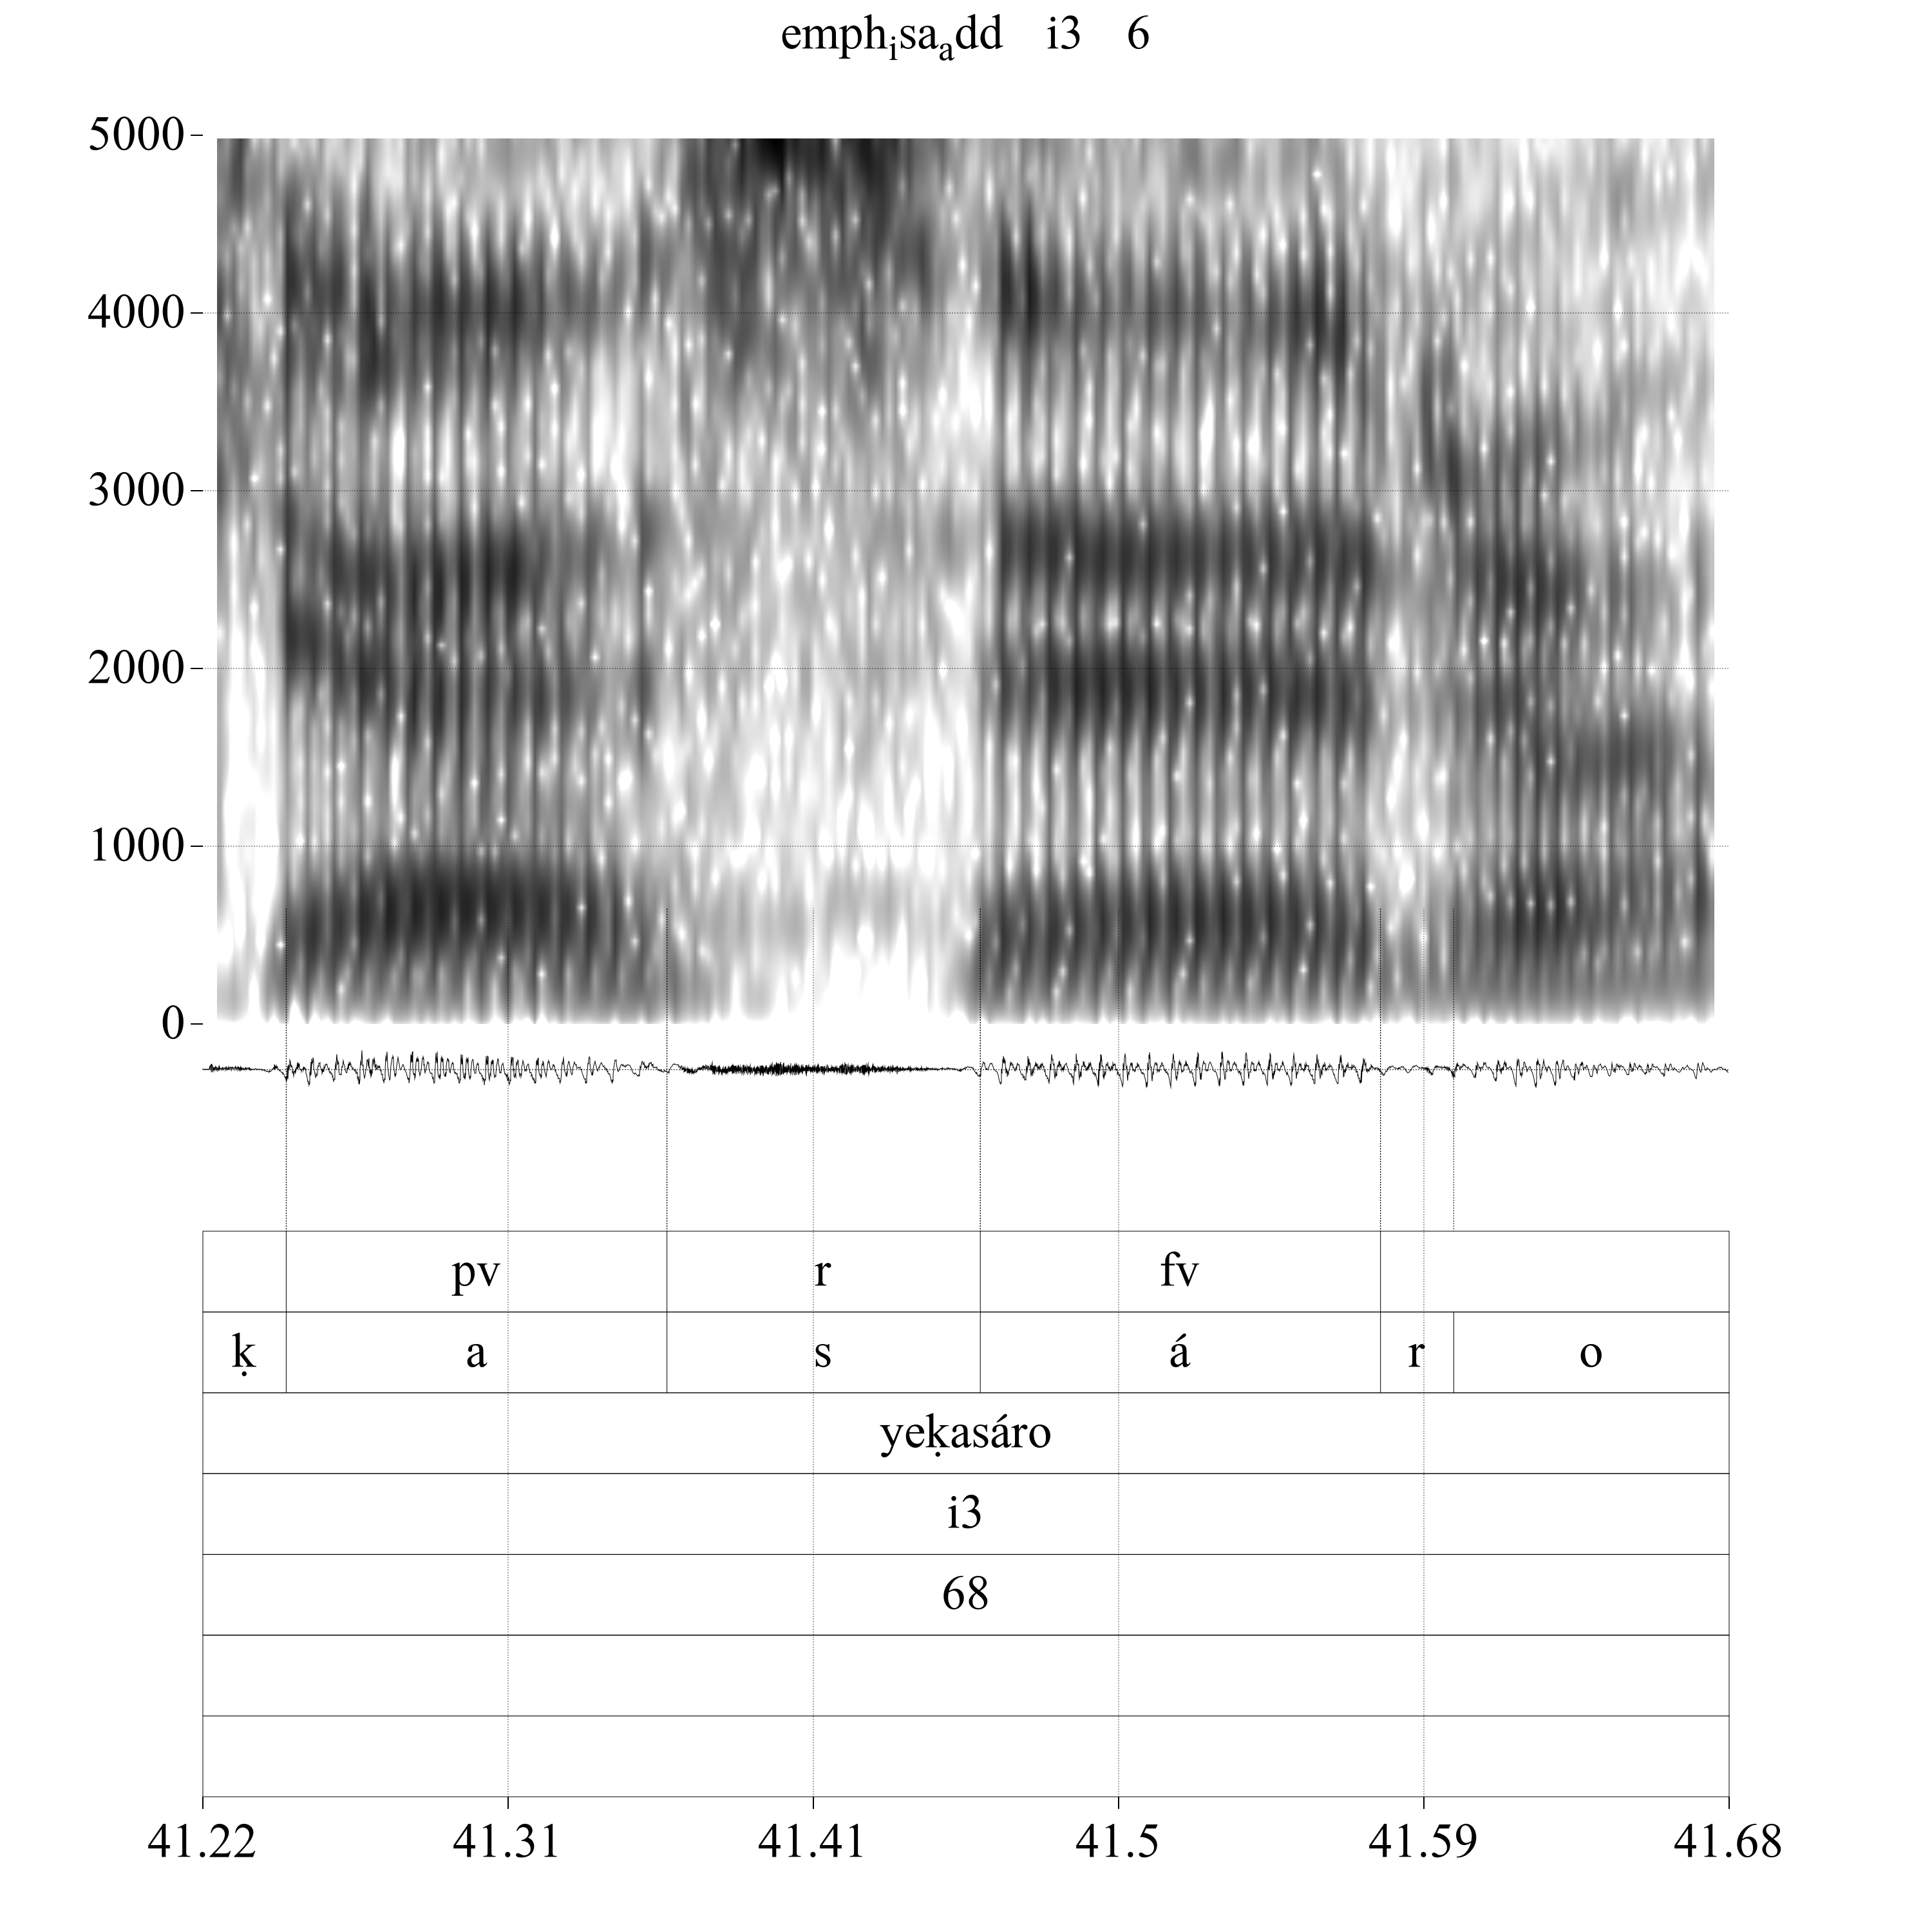 emphᵢsaₐdd i3 6
5000
4000
3000
2000
1000
0
pv r fv
ḳ a s á r o
yeḳasáro
i3
68
41.22 41.31 41.41 41.5 41.59 41.68